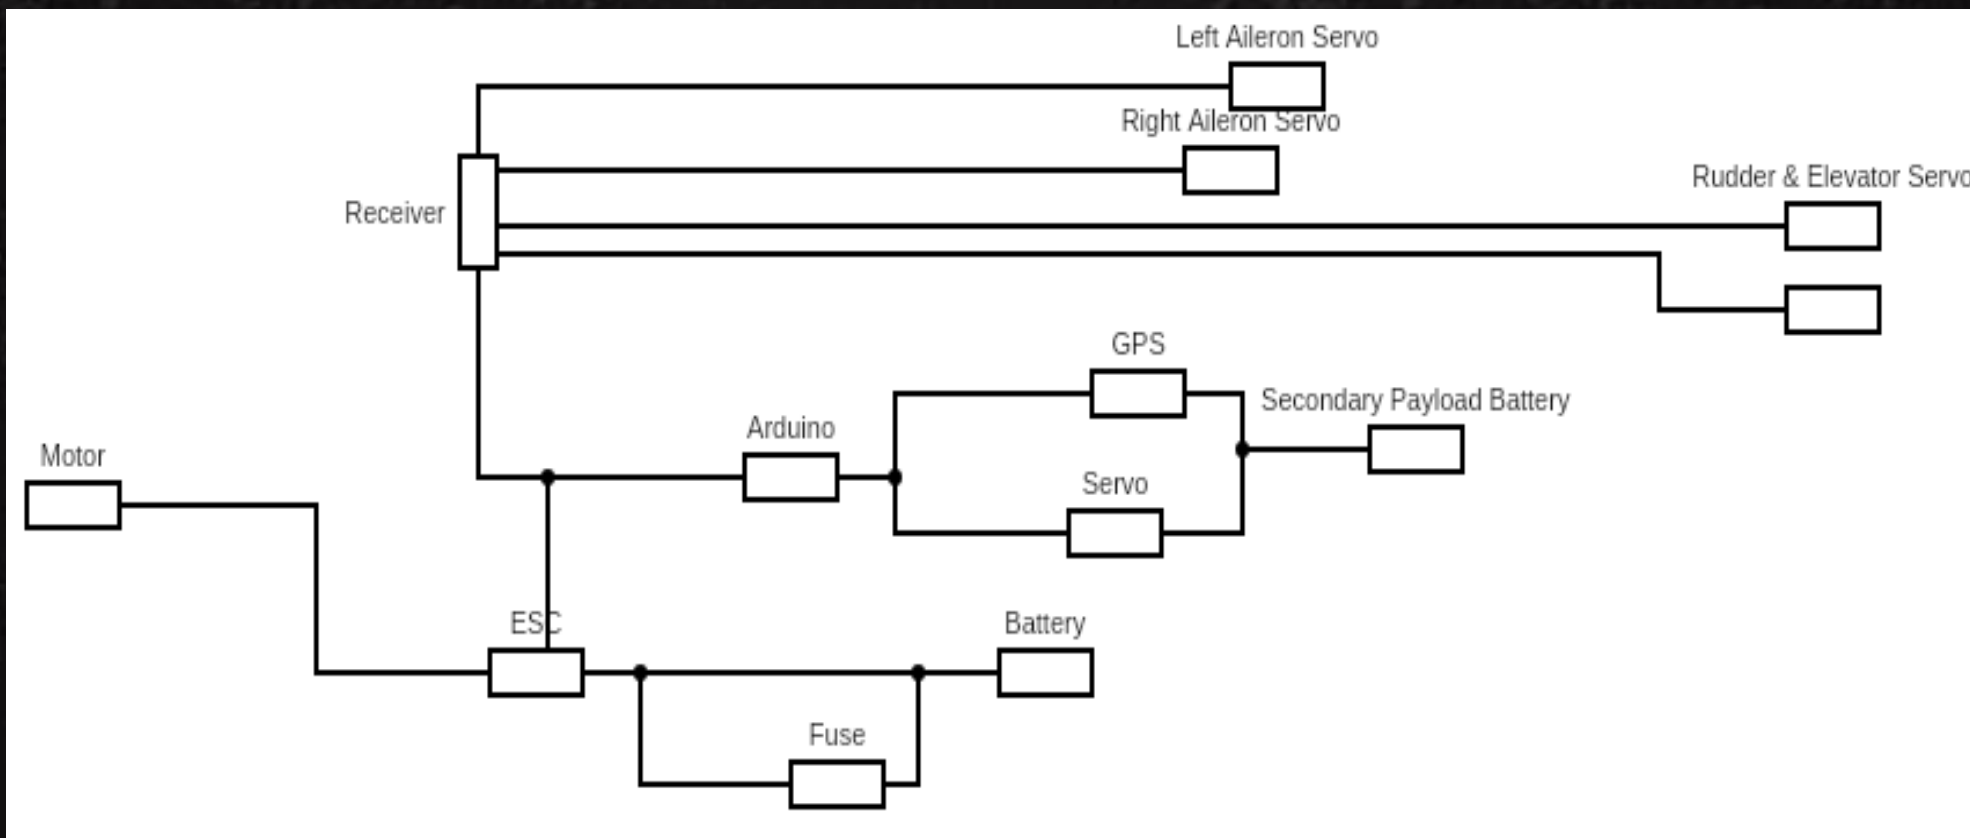 Left Aileron Servo
Right Aileron Servo
Rudder & Elevator Servo
Receiver
GPS
Secondary Payload Battery
Arduino
Motor
Servo
ESC
Battery
Fuse